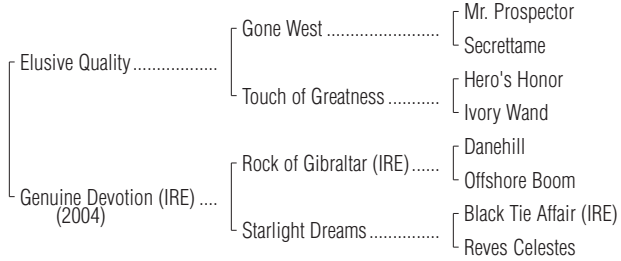 Mr. Prospector
Gone West ........................
Secrettame
Elusive Quality..................
Hero's Honor
Touch of Greatness ...........
Ivory Wand
Danehill
Rock of Gibraltar (IRE)......
Offshore Boom
Genuine Devotion (IRE) ....
(2004)
Black Tie Affair (IRE)
Starlight Dreams...............
Reves Celestes